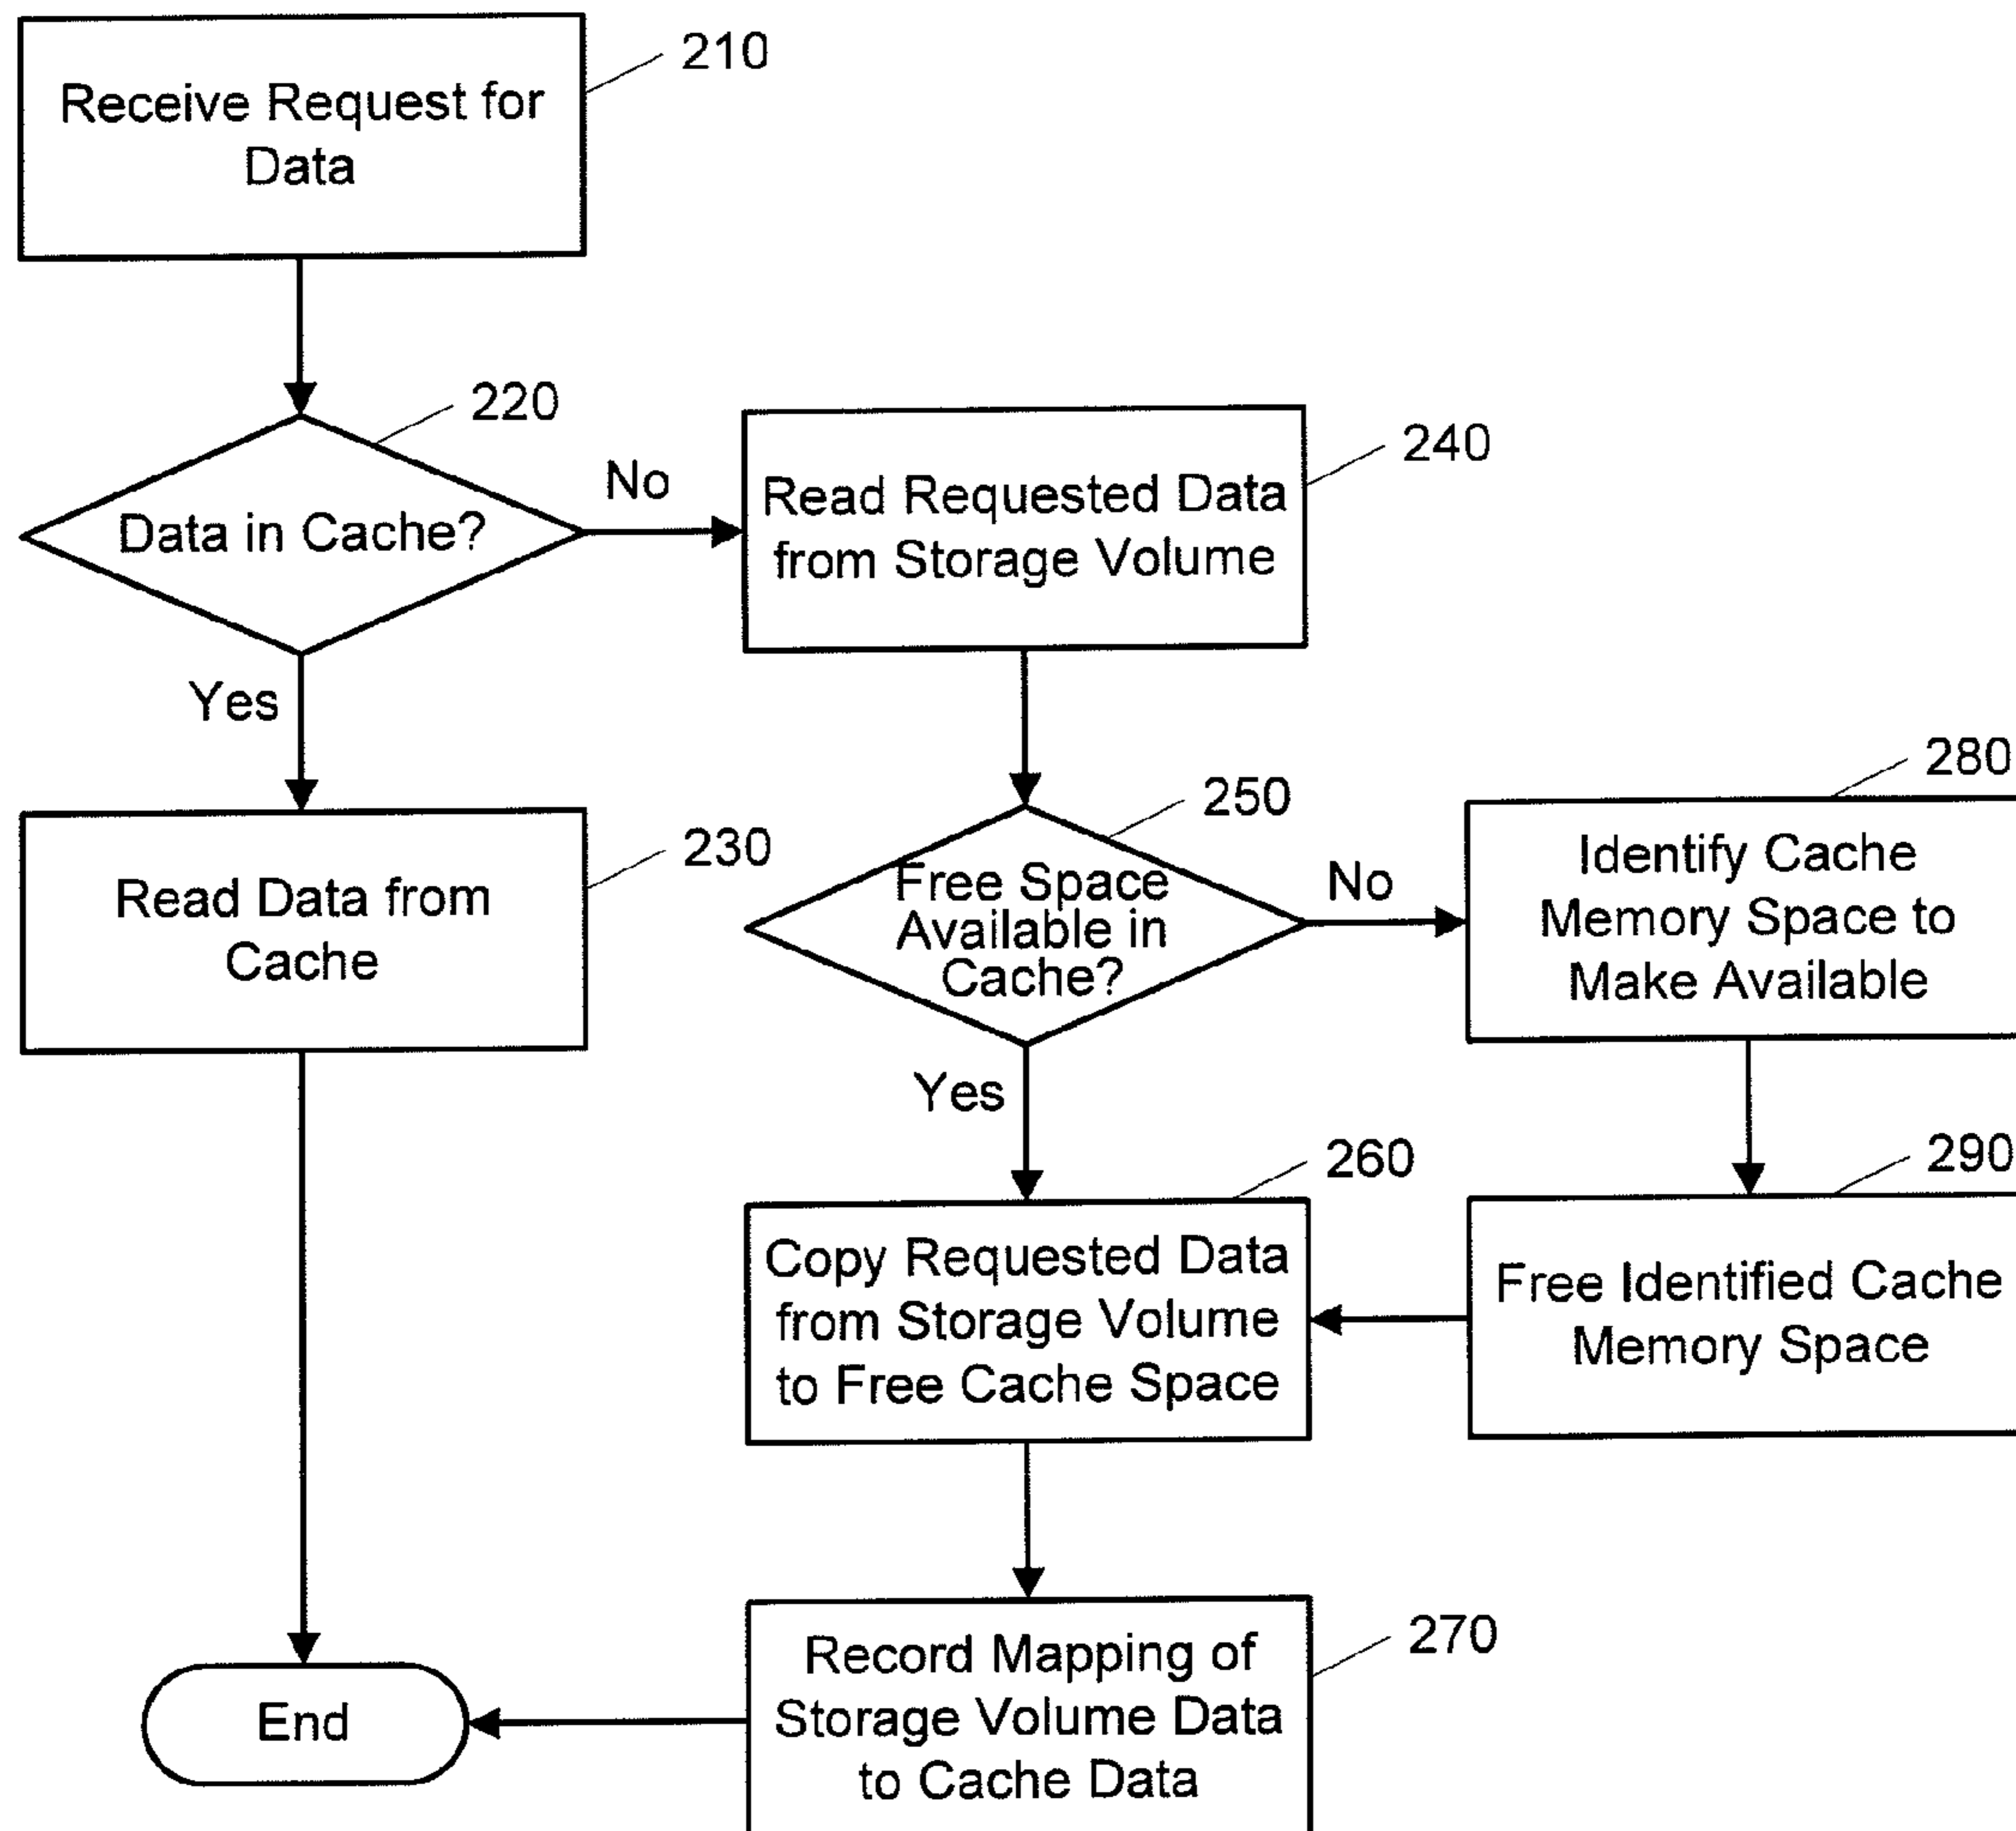 210
Receive Request for
Data
220
Data in Cache?
No
Yes
240
Read Requested Data
from Storage Volume
230
Read Data from
Cache
250
Free Space
Available in
Cache?
No
Yes
280
Identify Cache
Memory Space to
Make Available
260
Copy Requested Data
from Storage Volume
to Free Cache Space
290
Free Identified Cache
Memory Space
270
Record Mapping of
Storage Volume Data
to Cache Data
End